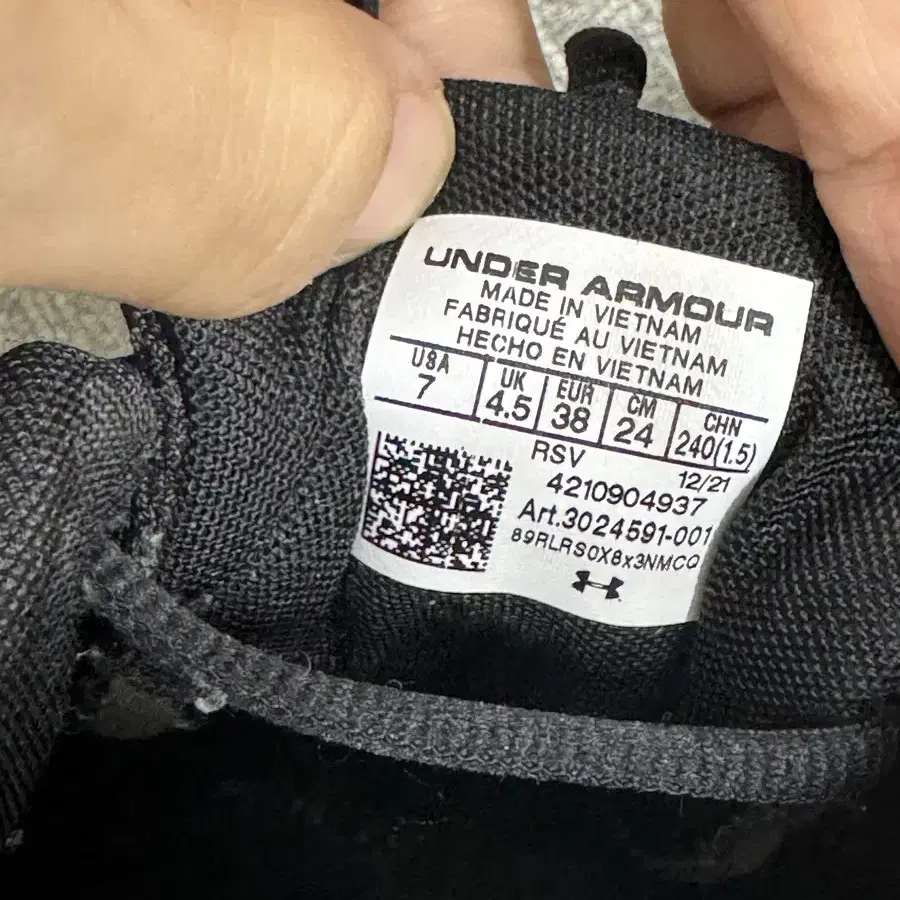 UNDER ARMOUR
MADE IN VIETNAM
FABRIQUÉ AU VIETNAM
HECHO EN VIETNAM
USA UK EUR CM CHN
7 4.5 38 24 240(1.5)
RSV 12/21
4210904937
Art.3024591-001
89RLRS0X8x3NMCQ